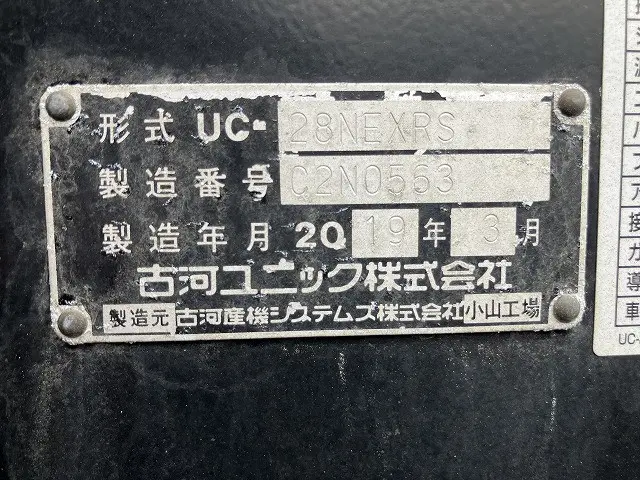 形式 UC- 28NEXRS
製造番号 C2N0563
製造年月 2019年 3月
古河ユニック株式会社
製造元 古河産機システムズ株式会社 小山工場
UC-